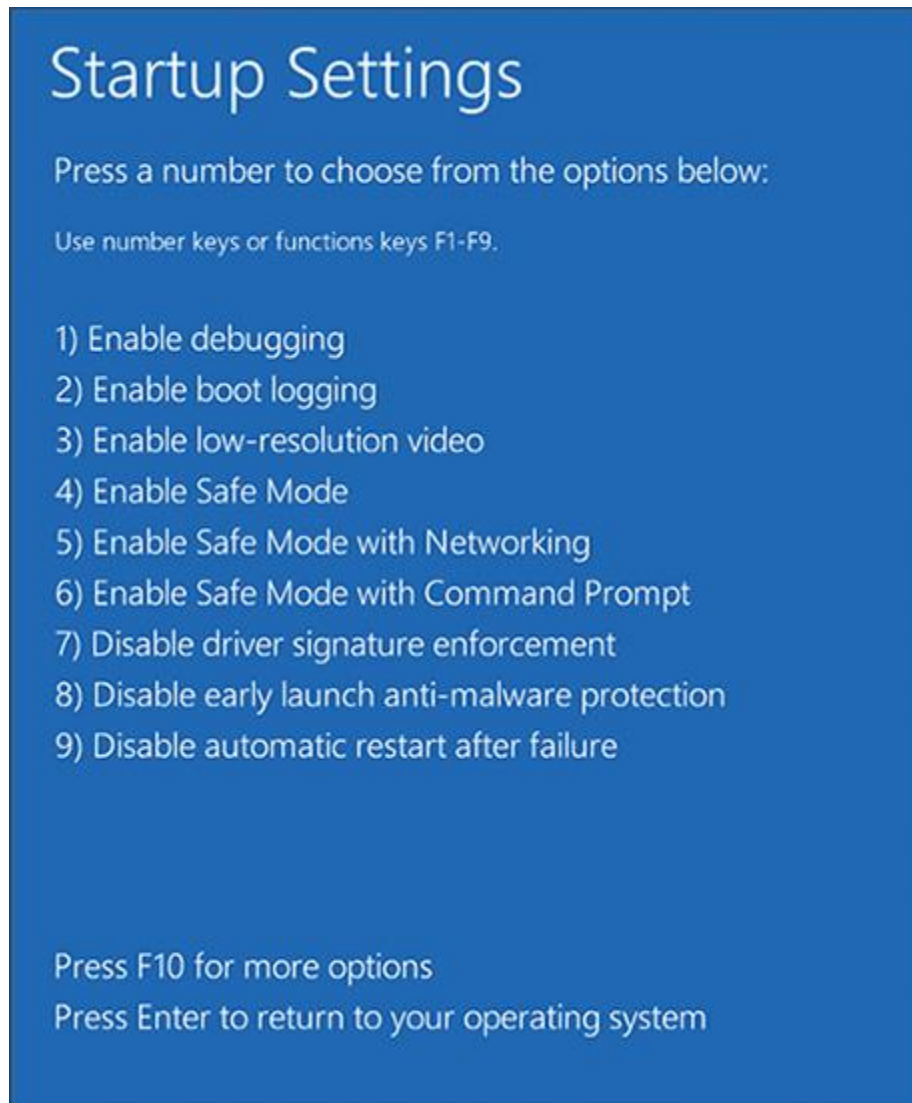 Startup Settings
Press a number to choose from the options below:
Use number keys or functions keys F1-F9.
1) Enable debugging
2) Enable boot logging
3) Enable low-resolution video
4) Enable Safe Mode
5) Enable Safe Mode with Networking
6) Enable Safe Mode with Command Prompt
7) Disable driver signature enforcement
8) Disable early launch anti-malware protection
9) Disable automatic restart after failure
Press F10 for more options
Press Enter to return to your operating system